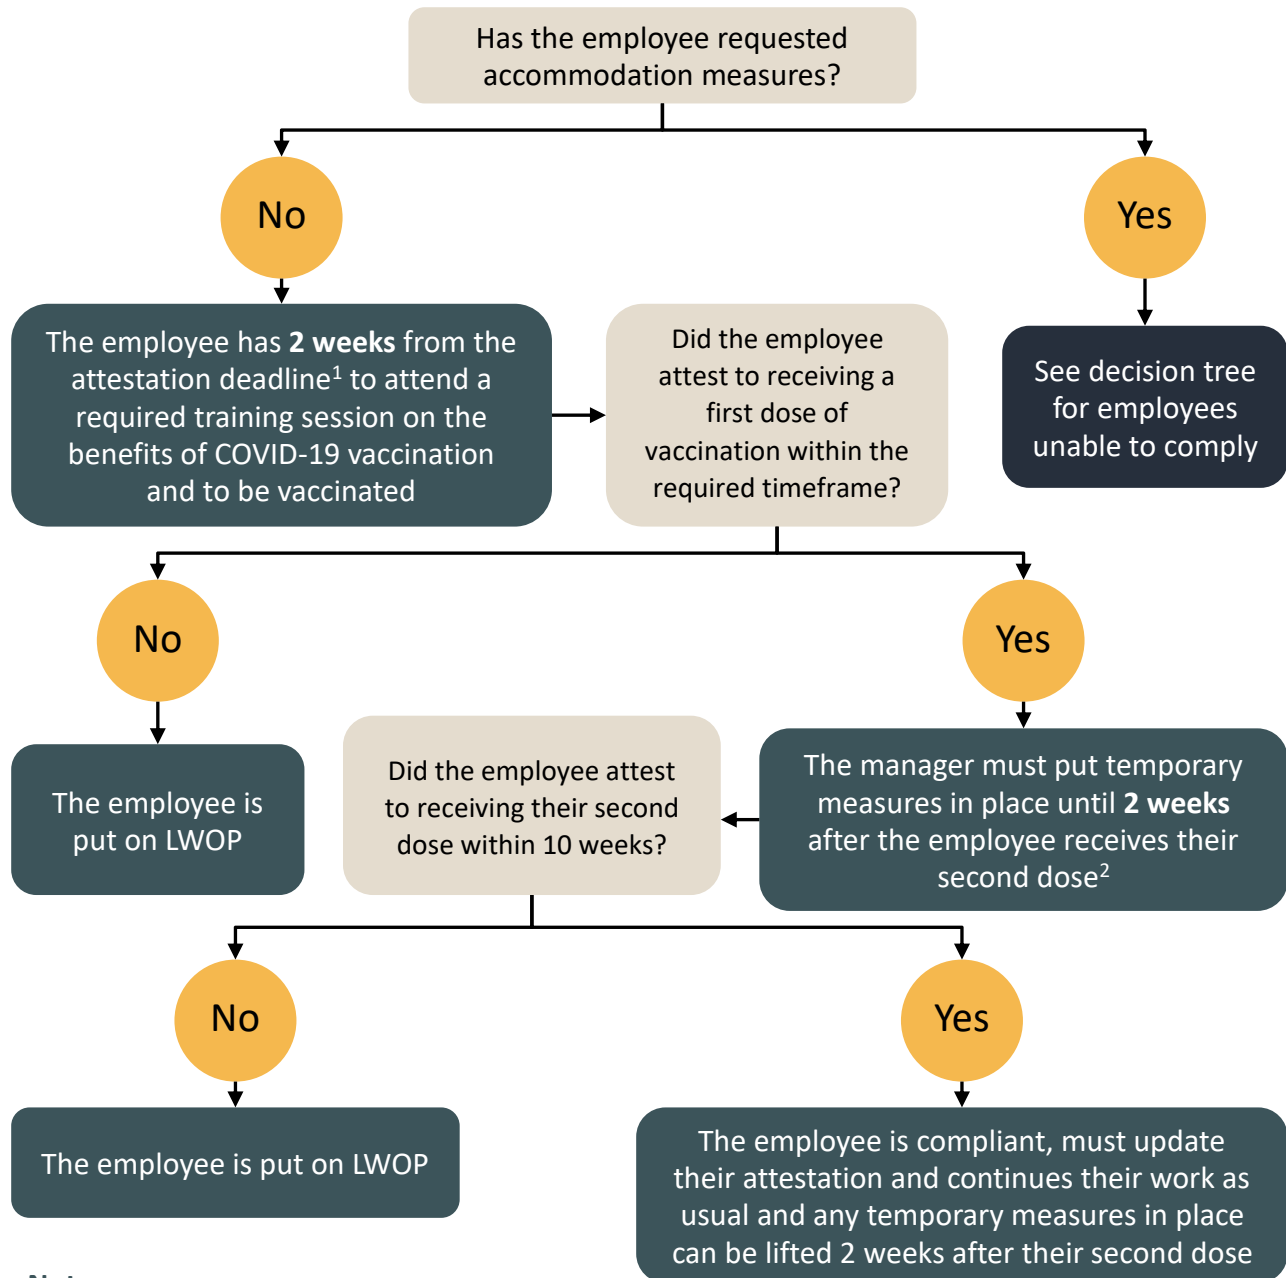 Has the employee requested
accommodation measures?
No
Yes
The employee has 2 weeks from the
attestation deadline1 to attend a
required training session on the
benefits of COVID-19 vaccination
and to be vaccinated
Did the employee
attest to receiving a
first dose of
vaccination within the
required timeframe?
See decision tree
for employees
unable to comply
No
Yes
The employee is
put on LWOP
Did the employee attest
to receiving their second
dose within 10 weeks?
The manager must put temporary
measures in place until 2 weeks
after the employee receives their
second dose2
No
Yes
The employee is put on LWOP
The employee is compliant, must update
their attestation and continues their work as
usual and any temporary measures in place
can be lifted 2 weeks after their second dose